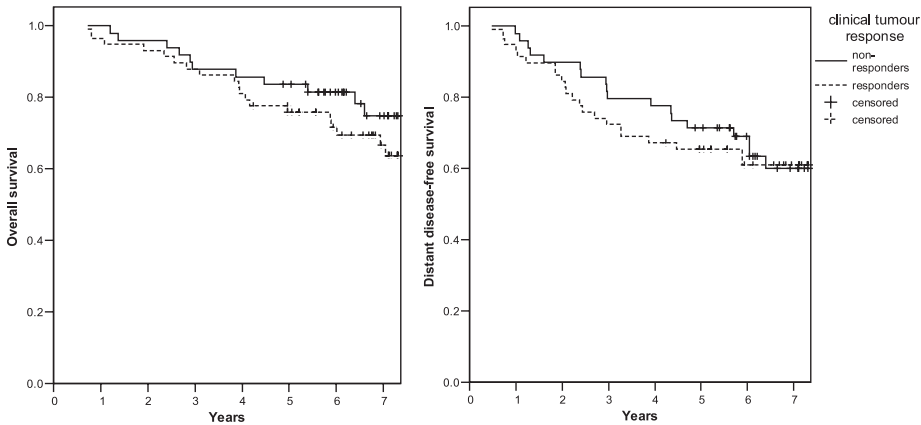 1.0
0.8
0.6
0.4
0.2
0.0
Overall survival
0 1 2 3 4 5 6 7
Years
1.0
0.8
0.6
0.4
0.2
0.0
Distant disease-free survival
0 1 2 3 4 5 6 7
Years
clinical tumour
response
non-
responders
responders
censored
censored